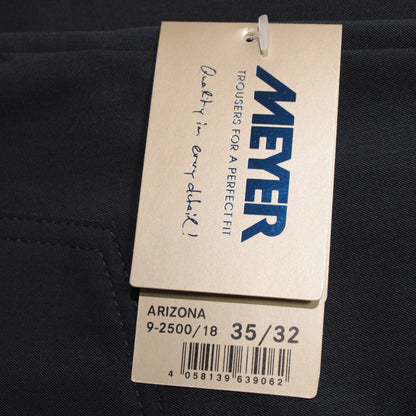 MEYER
TROUSERS FOR A PERFECT FIT
Quality in every detail!
ARIZONA
9-2500/18 35/32
4 058139 639062